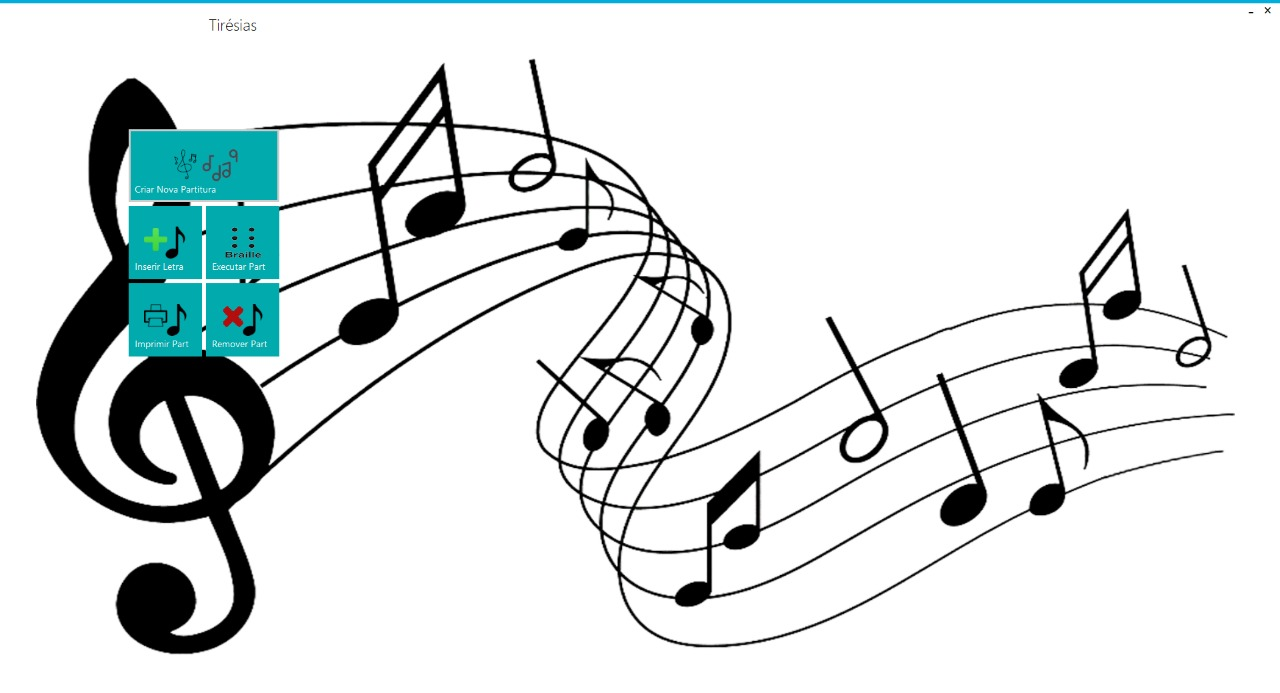 Tirésias
Criar Nova Partitura
Inserir Letra
Braille
Executar Part
Imprimir Part
Remover Part